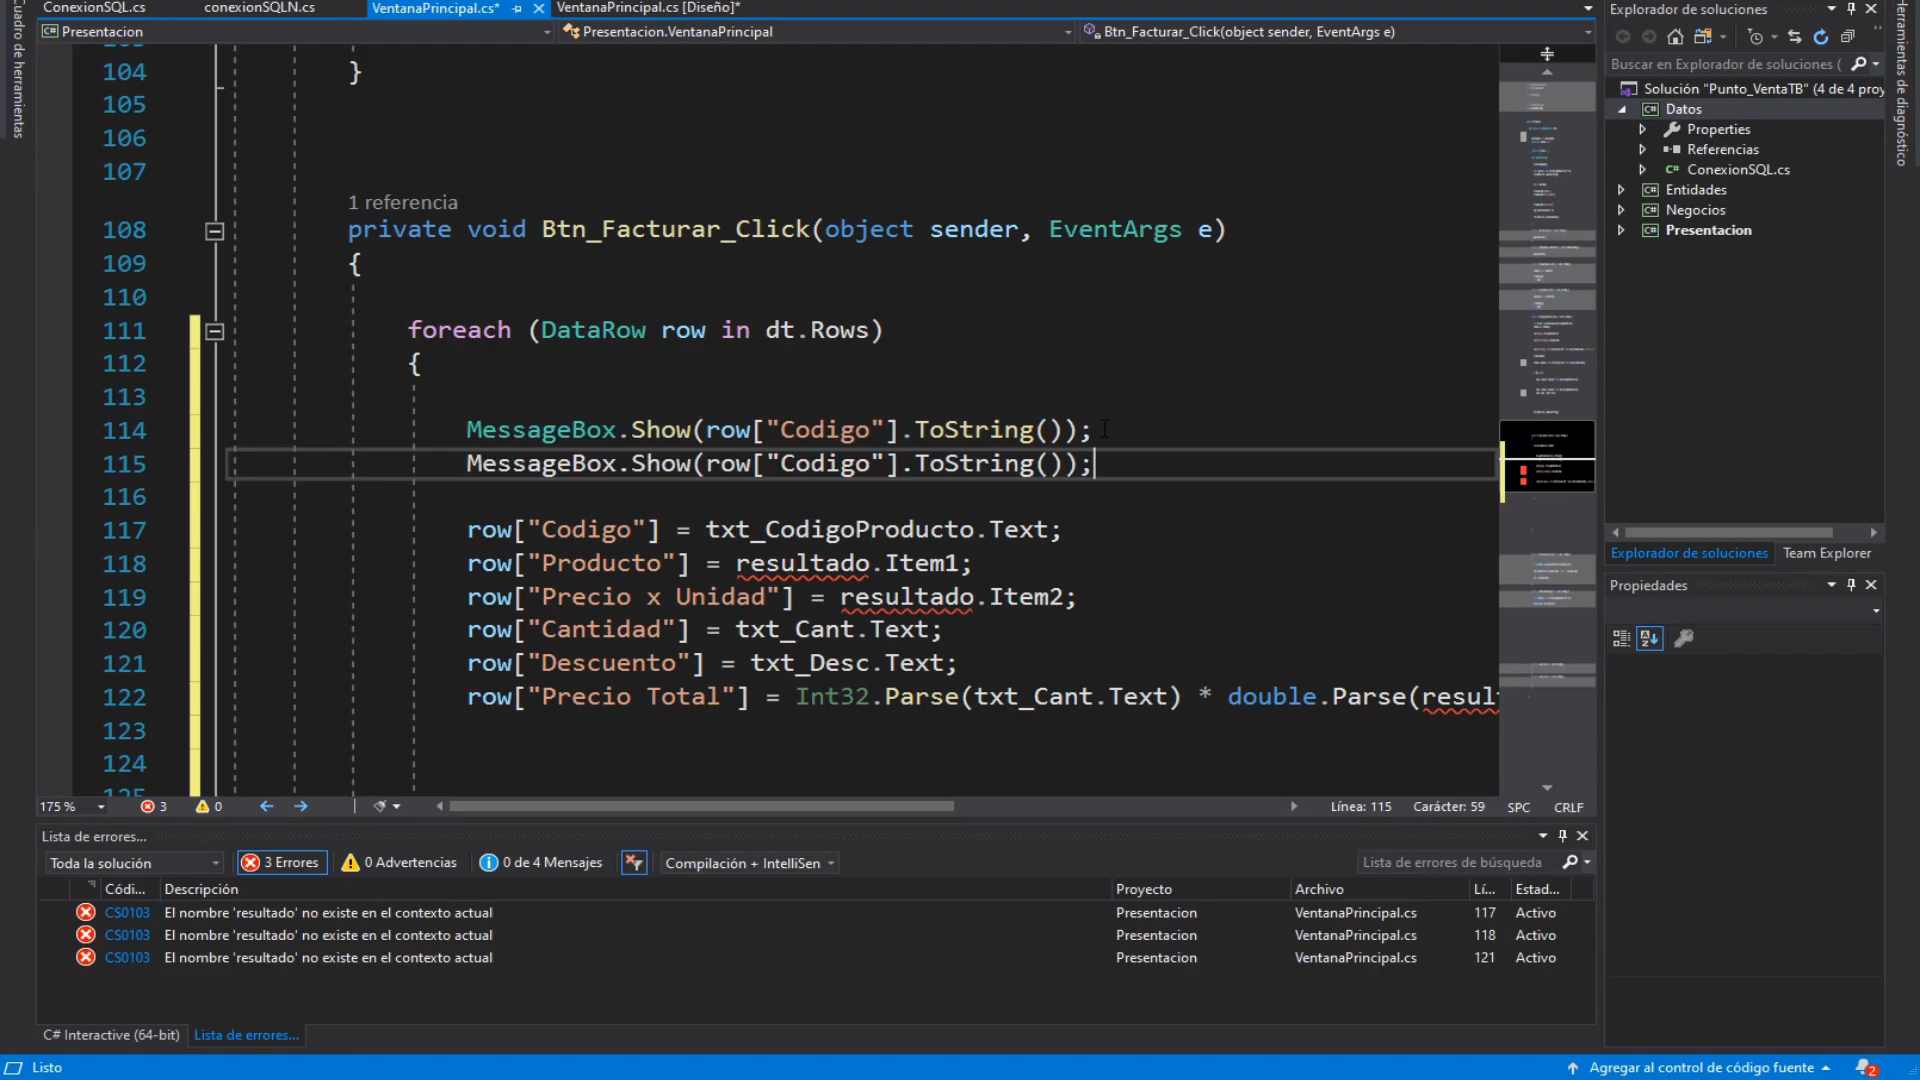 ConexionSQL.cs
conexionSQLN.cs
VentanaPrincipal.cs*
VentanaPrincipal.cs [Diseño]*
Presentacion
Presentacion.VentanaPrincipal
Btn_Facturar_Click(object sender, EventArgs e)
Cuadro de herramientas
104 }
105
106
107
1 referencia
108 private void Btn_Facturar_Click(object sender, EventArgs e)
109 {
110
111 foreach (DataRow row in dt.Rows)
112 {
113
114 MessageBox.Show(row["Codigo"].ToString());
115 MessageBox.Show(row["Codigo"].ToString());
116
117 row["Codigo"] = txt_CodigoProducto.Text;
118 row["Producto"] = resultado.Item1;
119 row["Precio x Unidad"] = resultado.Item2;
120 row["Cantidad"] = txt_Cant.Text;
121 row["Descuento"] = txt_Desc.Text;
122 row["Precio Total"] = Int32.Parse(txt_Cant.Text) * double.Parse(resul
123
124
175 %
3
0
Línea: 115
Carácter: 59
SPC
CRLF
Explorador de soluciones
Buscar en Explorador de soluciones (
Solución "Punto_VentaTB" (4 de 4 proy
Datos
Properties
Referencias
ConexionSQL.cs
Entidades
Negocios
Presentacion
Explorador de soluciones
Team Explorer
Propiedades
Herramientas de diagnóstico
Lista de errores...
Toda la solución
3 Errores
0 Advertencias
0 de 4 Mensajes
Compilación + IntelliSen
Lista de errores de búsqueda
Códi... Descripción Proyecto Archivo Lí... Estad...
CS0103 El nombre 'resultado' no existe en el contexto actual Presentacion VentanaPrincipal.cs 117 Activo
CS0103 El nombre 'resultado' no existe en el contexto actual Presentacion VentanaPrincipal.cs 118 Activo
CS0103 El nombre 'resultado' no existe en el contexto actual Presentacion VentanaPrincipal.cs 121 Activo
C# Interactive (64-bit)
Lista de errores...
Listo
Agregar al control de código fuente
2